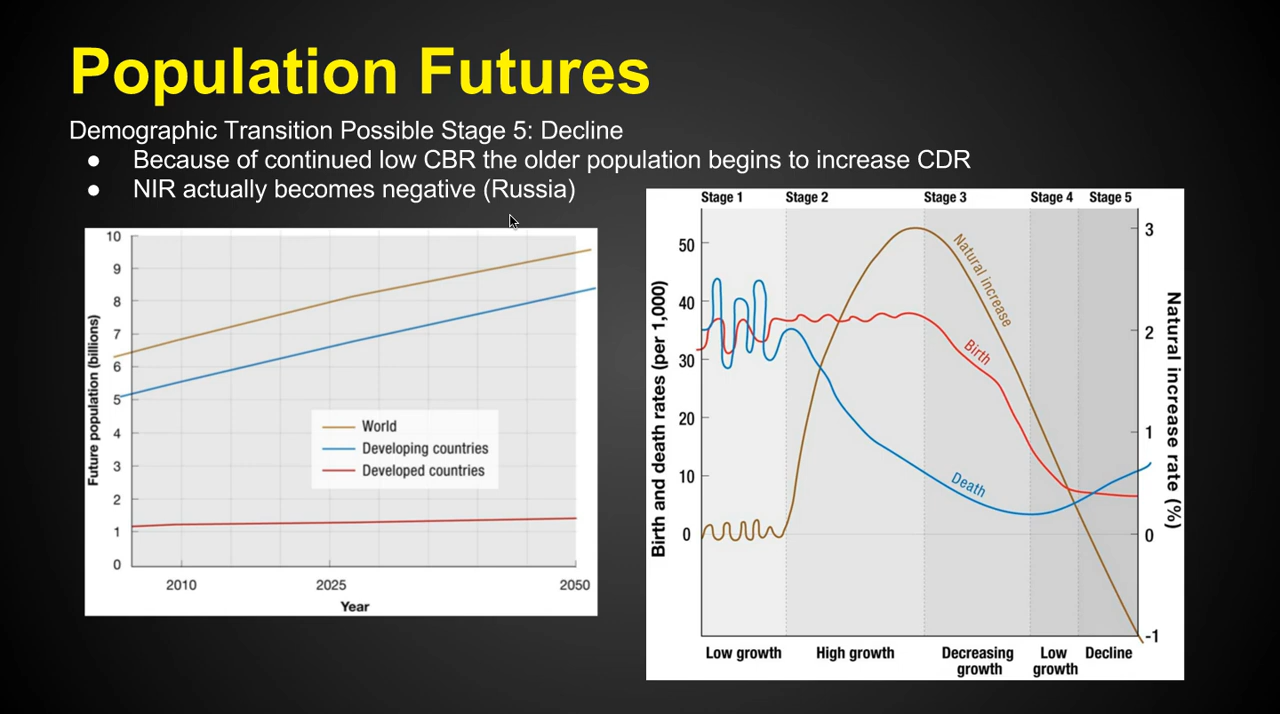 Population Futures
Demographic Transition Possible Stage 5: Decline
● Because of continued low CBR the older population begins to increase CDR
● NIR actually becomes negative (Russia)
10
9
8
7
6
5
4
3
2
1
0
Future population (billions)
World
Developing countries
Developed countries
2010 2025 2050
Year
Stage 1 Stage 2 Stage 3 Stage 4 Stage 5
50
40
30
20
10
0
Birth and death rates (per 1,000)
Natural increase
Birth
Death
3
2
1
0
-1
Natural increase rate (%)
Low growth High growth Decreasing growth Low growth Decline